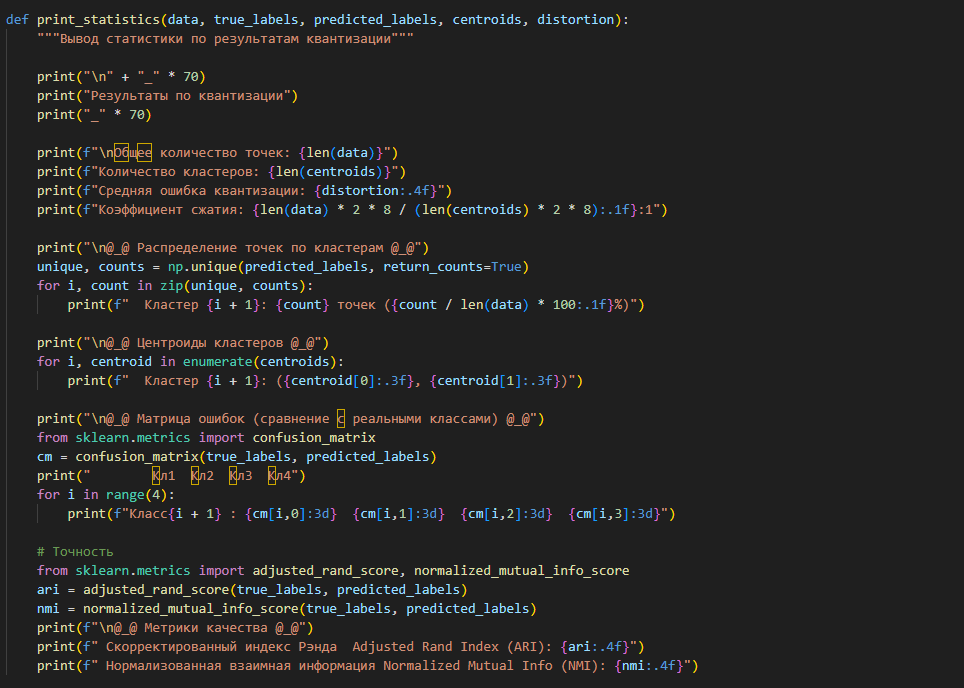 def print_statistics(data, true_labels, predicted_labels, centroids, distortion):
    """Вывод статистики по результатам квантизации"""

    print("\n" + "_" * 70)
    print("Результаты по квантизации")
    print("_" * 70)

    print(f"\nОбщее количество точек: {len(data)}")
    print(f"Количество кластеров: {len(centroids)}")
    print(f"Средняя ошибка квантизации: {distortion:.4f}")
    print(f"Коэффициент сжатия: {len(data) * 2 * 8 / (len(centroids) * 2 * 8):.1f}:1")

    print("\n@_@ Распределение точек по кластерам @_@")
    unique, counts = np.unique(predicted_labels, return_counts=True)
    for i, count in zip(unique, counts):
        print(f"  Кластер {i + 1}: {count} точек ({count / len(data) * 100:.1f}%)")

    print("\n@_@ Центроиды кластеров @_@")
    for i, centroid in enumerate(centroids):
        print(f"  Кластер {i + 1}: ({centroid[0]:.3f}, {centroid[1]:.3f})")

    print("\n@_@ Матрица ошибок (сравнение с реальными классами) @_@")
    from sklearn.metrics import confusion_matrix
    cm = confusion_matrix(true_labels, predicted_labels)
    print("        Кл1  Кл2  Кл3  Кл4")
    for i in range(4):
        print(f"Класс{i + 1} : {cm[i,0]:3d}  {cm[i,1]:3d}  {cm[i,2]:3d}  {cm[i,3]:3d}")

    # Точность
    from sklearn.metrics import adjusted_rand_score, normalized_mutual_info_score
    ari = adjusted_rand_score(true_labels, predicted_labels)
    nmi = normalized_mutual_info_score(true_labels, predicted_labels)
    print(f"\n@_@ Метрики качества @_@")
    print(f" Скорректированный индекс Рэнда  Adjusted Rand Index (ARI): {ari:.4f}")
    print(f" Нормализованная взаимная информация Normalized Mutual Info (NMI): {nmi:.4f}")